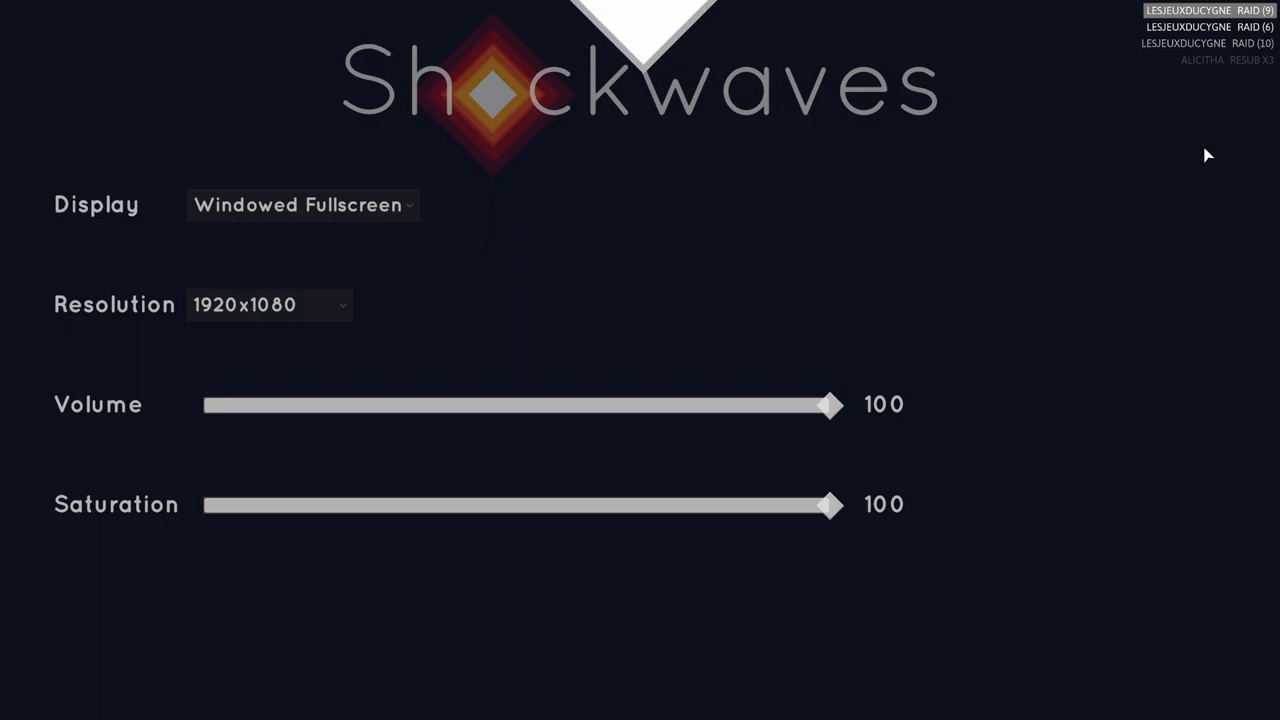 LESJEUXDUCYGNE RAID (9)
LESJEUXDUCYGNE RAID (6)
LESJEUXDUCYGNE RAID (10)
ALICITHA RESUB X3
Shockwaves
Display Windowed Fullscreen
Resolution 1920x1080
Volume 100
Saturation 100